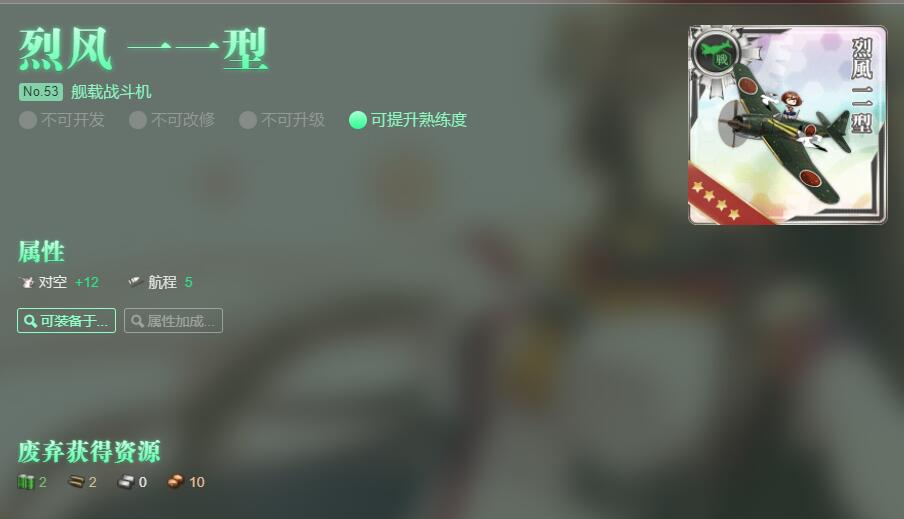 烈风 一一型
No.53 舰载战斗机
不可开发 不可改修 不可升级 可提升熟练度
戰
烈風一一型
属性
对空 +12 航程 5
可装备于... 属性加成...
废弃获得资源
2 2 0 10